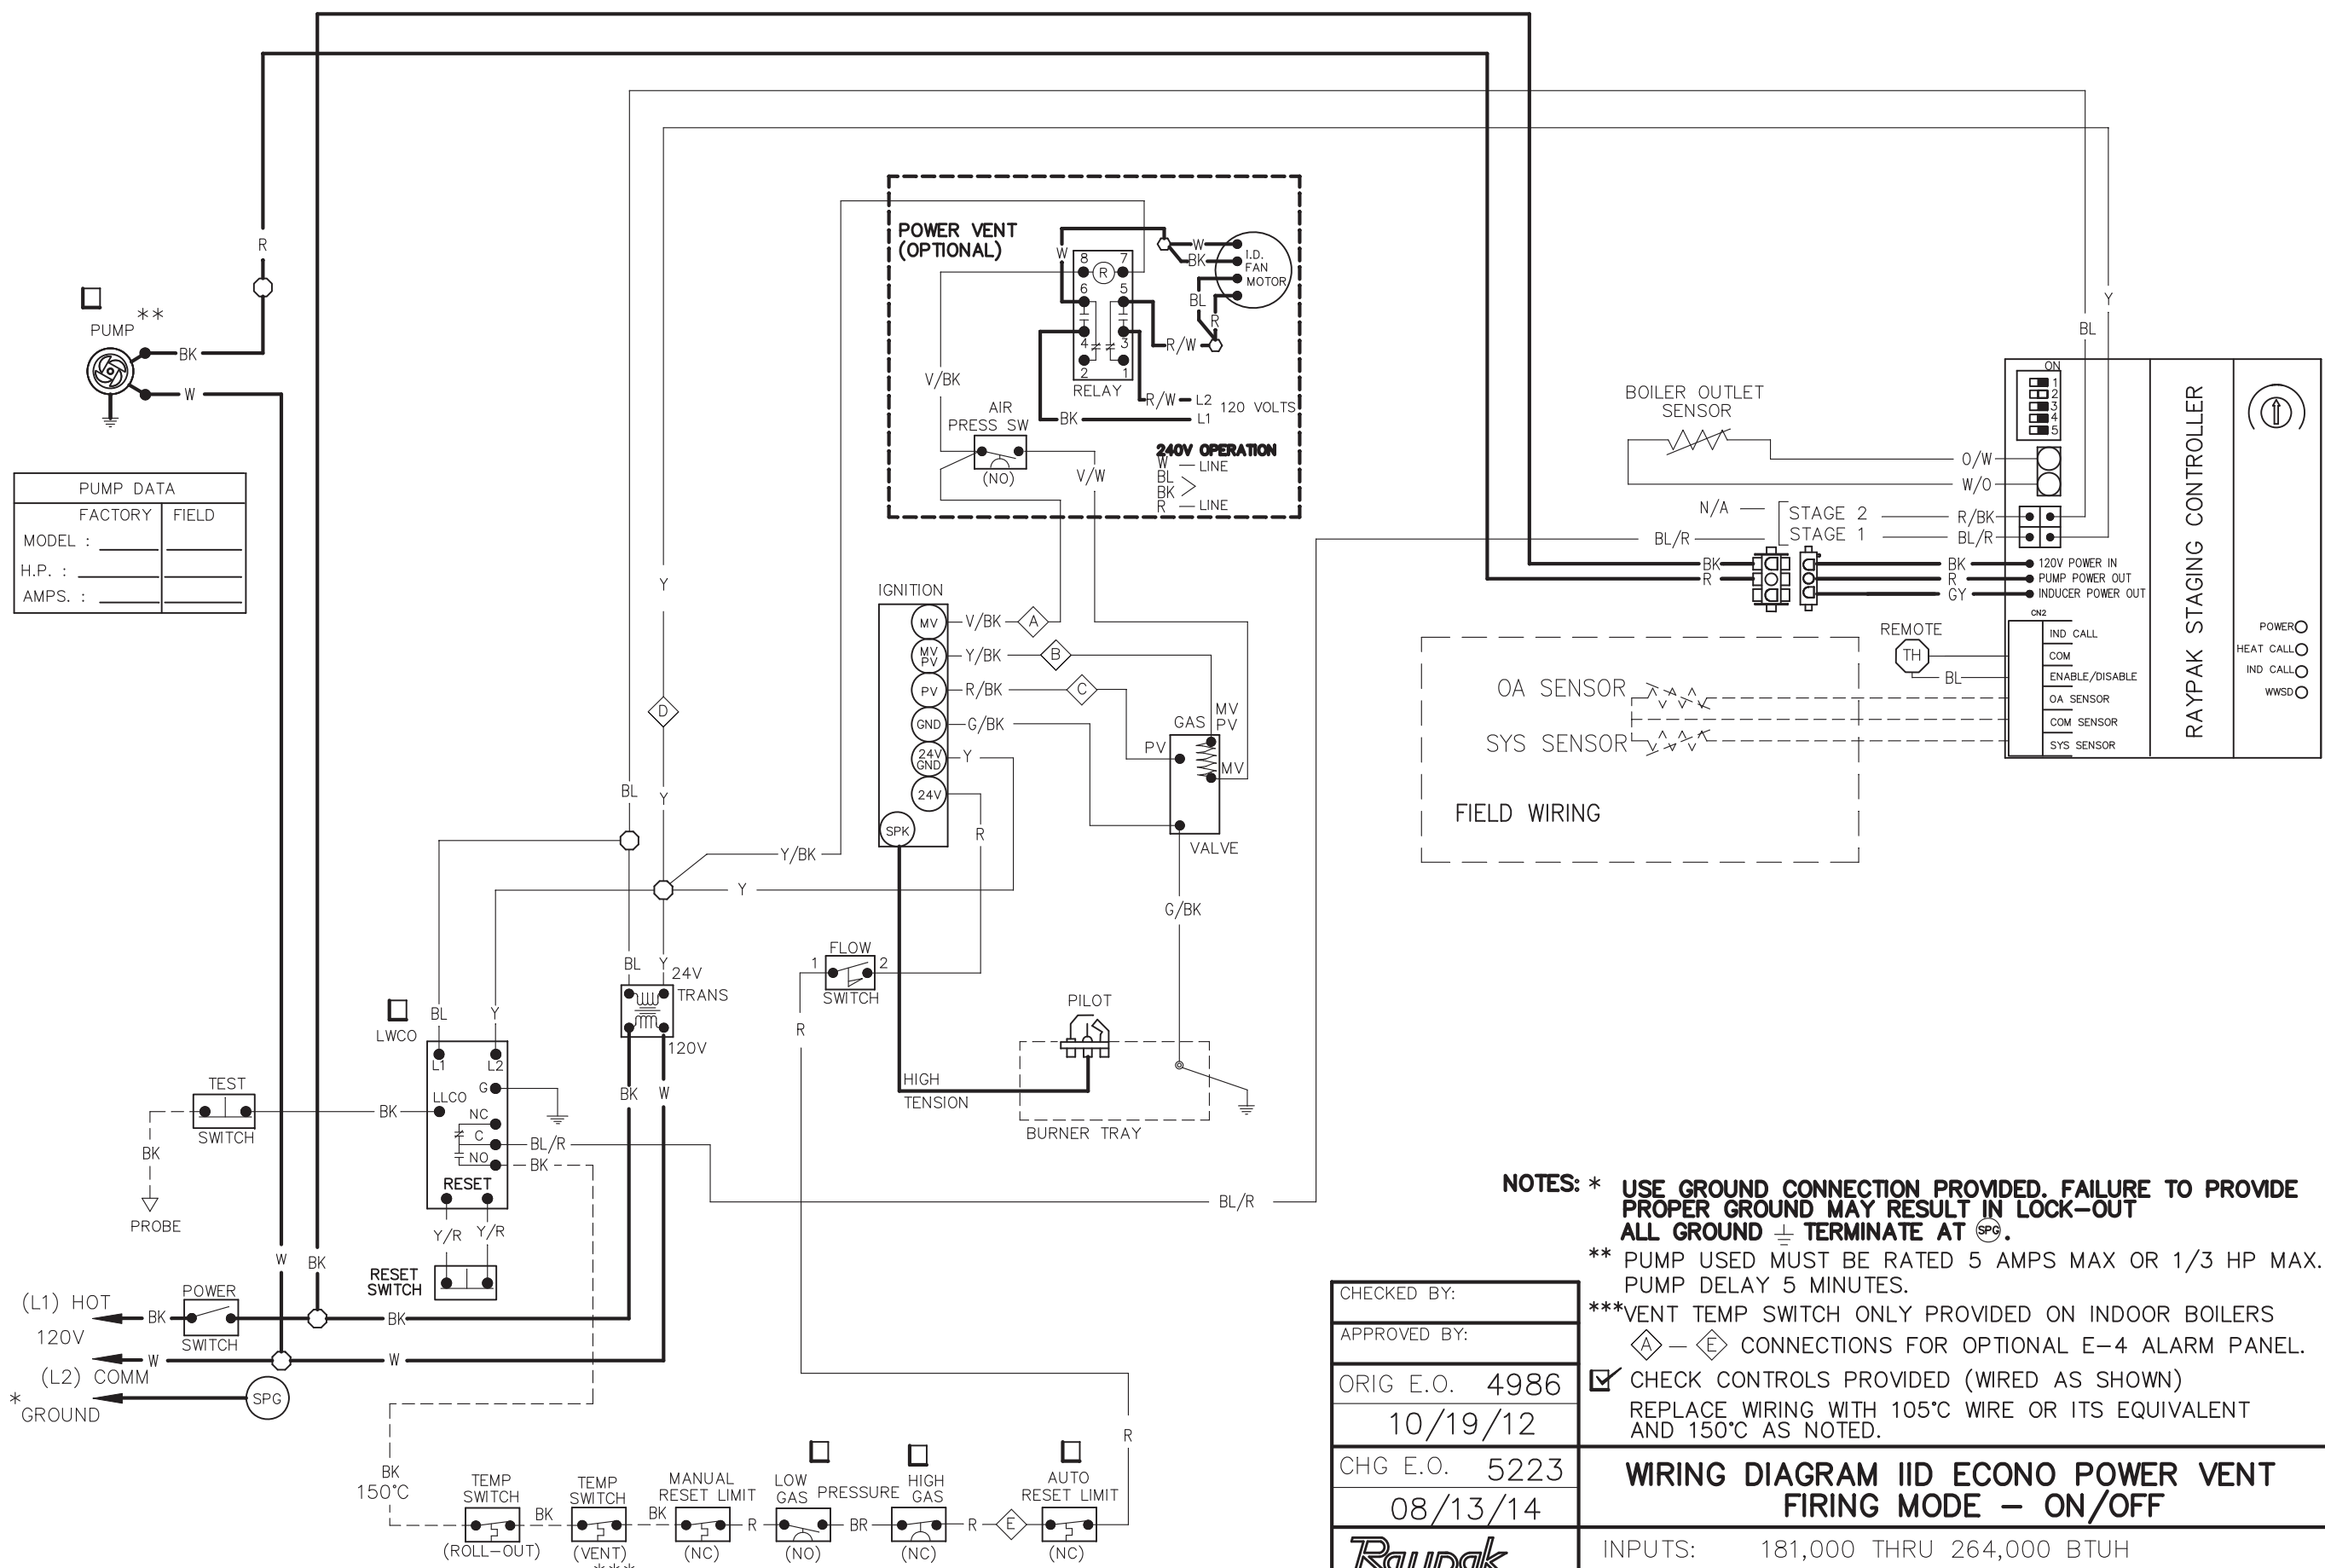 R
PUMP
**
BK
W
PUMP DATA
FACTORY FIELD
MODEL :
H.P. :
AMPS. :
POWER VENT
(OPTIONAL)
W
8 R 7
6 5
4 3
2 1
RELAY
W
BK
I.D.
FAN
MOTOR
BL
R
R/W
R/W L2
BK L1
120 VOLTS
V/BK
AIR
PRESS SW
(NO)
V/W
240V OPERATION
W — LINE
BL
BK
R — LINE
BL
Y
BOILER OUTLET
SENSOR
O/W
W/O
N/A
STAGE 2 R/BK
STAGE 1 BL/R
BL/R
BK
R
BK
R
GY
ON
1
2
3
4
5
120V POWER IN
PUMP POWER OUT
INDUCER POWER OUT
CN2
IND CALL
COM
ENABLE/DISABLE
OA SENSOR
COM SENSOR
SYS SENSOR
RAYPAK STAGING CONTROLLER
POWER
HEAT CALL
IND CALL
WWSD
REMOTE
TH
BL
OA SENSOR
SYS SENSOR
FIELD WIRING
Y
D
BL
Y
IGNITION
MV V/BK A
MV
PV
Y/BK B
PV R/BK C
GND G/BK
24V
GND
Y
24V
R
SPK
GAS
MV
PV
PV
MV
VALVE
Y/BK
Y
G/BK
FLOW
1 2
SWITCH
R
BL Y
24V
TRANS
120V
BK W
PILOT
HIGH
TENSION
BURNER TRAY
LWCO
BL Y
L1 L2
G
LLCO
NC
C
NO
RESET
BL/R
BK
BL/R
Y/R Y/R
RESET
SWITCH
TEST
SWITCH
BK
BK
PROBE
W
BK
(L1) HOT
120V
BK
POWER
SWITCH
BK
W
W
(L2) COMM
* GROUND
SPG
BK
150°C
TEMP
SWITCH
(ROLL-OUT)
BK
TEMP
SWITCH
(VENT)
***
BK
MANUAL
RESET LIMIT
(NC)
R
LOW
GAS
(NO)
PRESSURE
BR
HIGH
GAS
(NC)
R
E
AUTO
RESET LIMIT
(NC)
R
NOTES: * USE GROUND CONNECTION PROVIDED. FAILURE TO PROVIDE
PROPER GROUND MAY RESULT IN LOCK-OUT
ALL GROUND ⏚ TERMINATE AT SPG.
** PUMP USED MUST BE RATED 5 AMPS MAX OR 1/3 HP MAX.
PUMP DELAY 5 MINUTES.
***VENT TEMP SWITCH ONLY PROVIDED ON INDOOR BOILERS
A – E CONNECTIONS FOR OPTIONAL E-4 ALARM PANEL.
CHECK CONTROLS PROVIDED (WIRED AS SHOWN)
REPLACE WIRING WITH 105°C WIRE OR ITS EQUIVALENT
AND 150°C AS NOTED.
CHECKED BY:
APPROVED BY:
ORIG E.O. 4986
10/19/12
CHG E.O. 5223
08/13/14
WIRING DIAGRAM IID ECONO POWER VENT
FIRING MODE – ON/OFF
Raypak
INPUTS: 181,000 THRU 264,000 BTUH